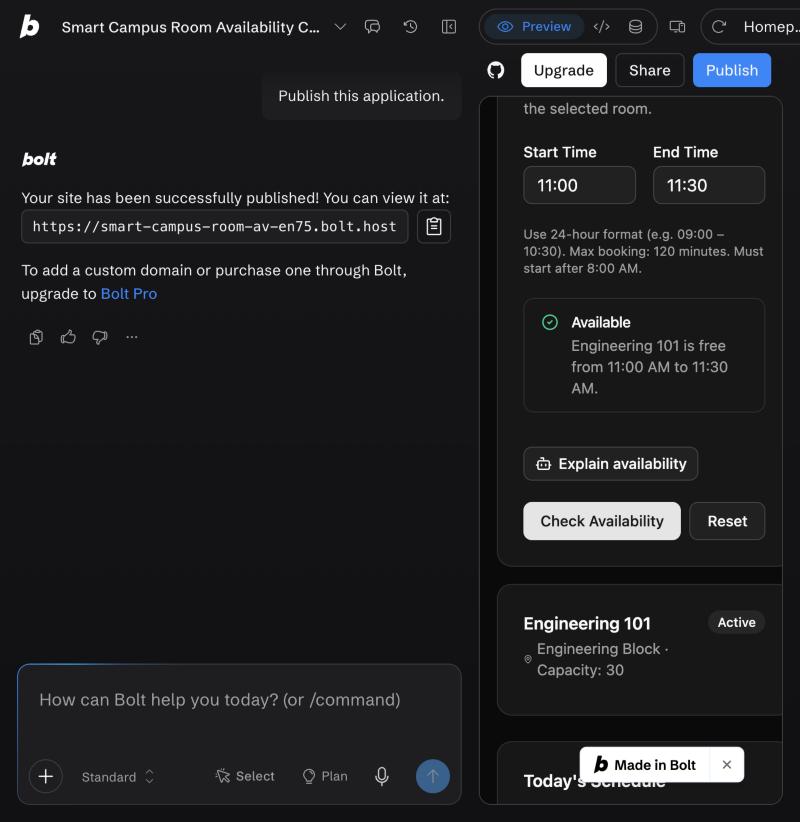 b
Smart Campus Room Availability C...
Preview
Homep..
Upgrade
Share
Publish
Publish this application.
bolt
Your site has been successfully published! You can view it at:
https://smart-campus-room-av-en75.bolt.host
To add a custom domain or purchase one through Bolt,
upgrade to Bolt Pro
How can Bolt help you today? (or /command)
Standard
Select
Plan
the selected room.
Start Time
End Time
11:00
11:30
Use 24-hour format (e.g. 09:00 –
10:30). Max booking: 120 minutes. Must
start after 8:00 AM.
Available
Engineering 101 is free
from 11:00 AM to 11:30
AM.
Explain availability
Check Availability
Reset
Engineering 101
Active
Engineering Block ·
Capacity: 30
Today's Schedule
b Made in Bolt